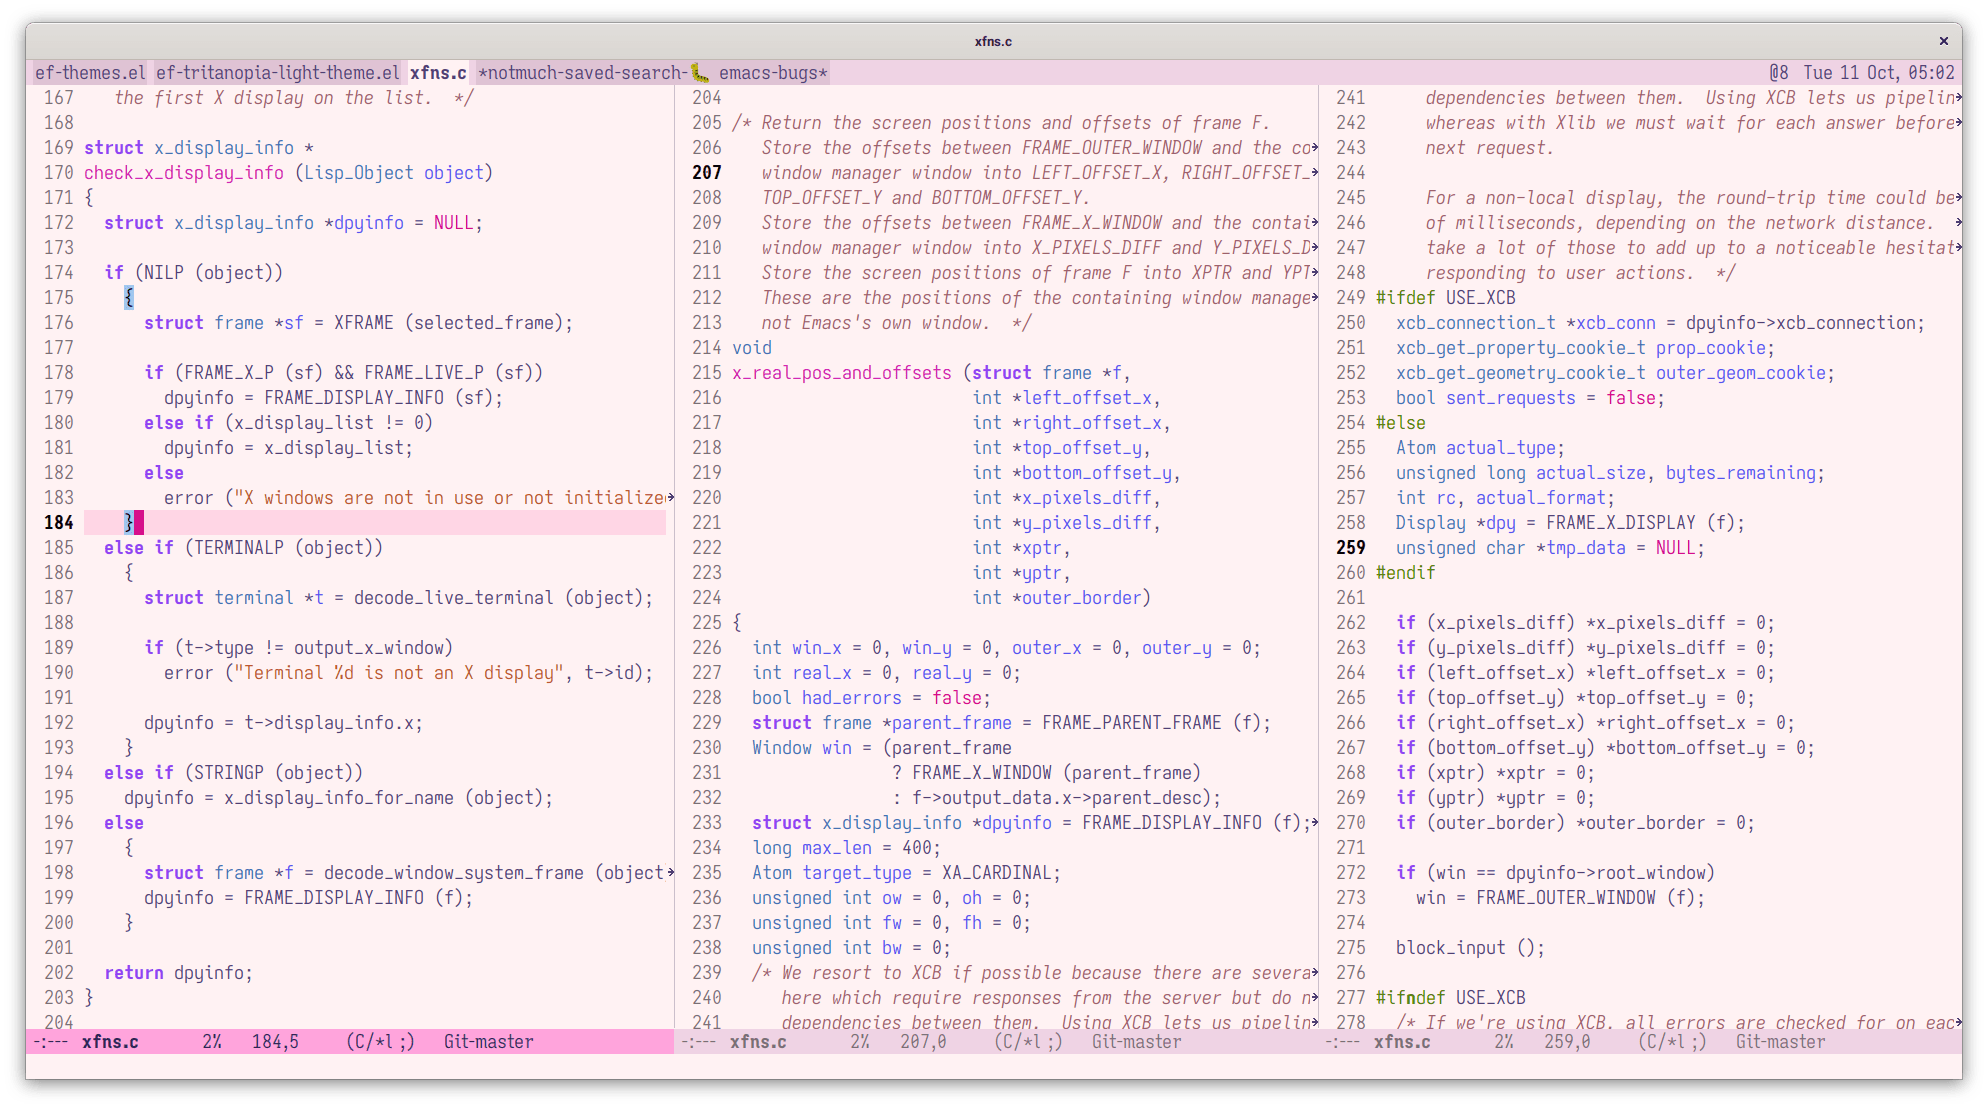 xfns.c ×
ef-themes.el ef-tritanopia-light-theme.el xfns.c *notmuch-saved-search-🐛 emacs-bugs* @8 Tue 11 Oct, 05:02
167    the first X display on the list.  */
168
169 struct x_display_info *
170 check_x_display_info (Lisp_Object object)
171 {
172   struct x_display_info *dpyinfo = NULL;
173
174   if (NILP (object))
175     {
176       struct frame *sf = XFRAME (selected_frame);
177
178       if (FRAME_X_P (sf) && FRAME_LIVE_P (sf))
179         dpyinfo = FRAME_DISPLAY_INFO (sf);
180       else if (x_display_list != 0)
181         dpyinfo = x_display_list;
182       else
183         error ("X windows are not in use or not initialize
184     }
185   else if (TERMINALP (object))
186     {
187       struct terminal *t = decode_live_terminal (object);
188
189       if (t->type != output_x_window)
190         error ("Terminal %d is not an X display", t->id);
191
192       dpyinfo = t->display_info.x;
193     }
194   else if (STRINGP (object))
195     dpyinfo = x_display_info_for_name (object);
196   else
197     {
198       struct frame *f = decode_window_system_frame (object
199       dpyinfo = FRAME_DISPLAY_INFO (f);
200     }
201
202   return dpyinfo;
203 }
204
-:--- xfns.c 2% 184,5 (C/*l ;) Git-master
204
205 /* Return the screen positions and offsets of frame F.
206    Store the offsets between FRAME_OUTER_WINDOW and the co
207    window manager window into LEFT_OFFSET_X, RIGHT_OFFSET_
208    TOP_OFFSET_Y and BOTTOM_OFFSET_Y.
209    Store the offsets between FRAME_X_WINDOW and the contai
210    window manager window into X_PIXELS_DIFF and Y_PIXELS_D
211    Store the screen positions of frame F into XPTR and YPT
212    These are the positions of the containing window manage
213    not Emacs's own window.  */
214 void
215 x_real_pos_and_offsets (struct frame *f,
216                         int *left_offset_x,
217                         int *right_offset_x,
218                         int *top_offset_y,
219                         int *bottom_offset_y,
220                         int *x_pixels_diff,
221                         int *y_pixels_diff,
222                         int *xptr,
223                         int *yptr,
224                         int *outer_border)
225 {
226   int win_x = 0, win_y = 0, outer_x = 0, outer_y = 0;
227   int real_x = 0, real_y = 0;
228   bool had_errors = false;
229   struct frame *parent_frame = FRAME_PARENT_FRAME (f);
230   Window win = (parent_frame
231                 ? FRAME_X_WINDOW (parent_frame)
232                 : f->output_data.x->parent_desc);
233   struct x_display_info *dpyinfo = FRAME_DISPLAY_INFO (f);
234   long max_len = 400;
235   Atom target_type = XA_CARDINAL;
236   unsigned int ow = 0, oh = 0;
237   unsigned int fw = 0, fh = 0;
238   unsigned int bw = 0;
239   /* We resort to XCB if possible because there are severa
240      here which require responses from the server but do n
241      dependencies between them.  Using XCB lets us pipelin
-:--- xfns.c 2% 207,0 (C/*l ;) Git-master
241      dependencies between them.  Using XCB lets us pipelin
242      whereas with Xlib we must wait for each answer before
243      next request.
244
245      For a non-local display, the round-trip time could be
246      of milliseconds, depending on the network distance.
247      take a lot of those to add up to a noticeable hesitat
248      responding to user actions.  */
249 #ifdef USE_XCB
250   xcb_connection_t *xcb_conn = dpyinfo->xcb_connection;
251   xcb_get_property_cookie_t prop_cookie;
252   xcb_get_geometry_cookie_t outer_geom_cookie;
253   bool sent_requests = false;
254 #else
255   Atom actual_type;
256   unsigned long actual_size, bytes_remaining;
257   int rc, actual_format;
258   Display *dpy = FRAME_X_DISPLAY (f);
259   unsigned char *tmp_data = NULL;
260 #endif
261
262   if (x_pixels_diff) *x_pixels_diff = 0;
263   if (y_pixels_diff) *y_pixels_diff = 0;
264   if (left_offset_x) *left_offset_x = 0;
265   if (top_offset_y) *top_offset_y = 0;
266   if (right_offset_x) *right_offset_x = 0;
267   if (bottom_offset_y) *bottom_offset_y = 0;
268   if (xptr) *xptr = 0;
269   if (yptr) *yptr = 0;
270   if (outer_border) *outer_border = 0;
271
272   if (win == dpyinfo->root_window)
273     win = FRAME_OUTER_WINDOW (f);
274
275   block_input ();
276
277 #ifndef USE_XCB
278   /* If we're using XCB, all errors are checked for on eac
-:--- xfns.c 2% 259,0 (C/*l ;) Git-master